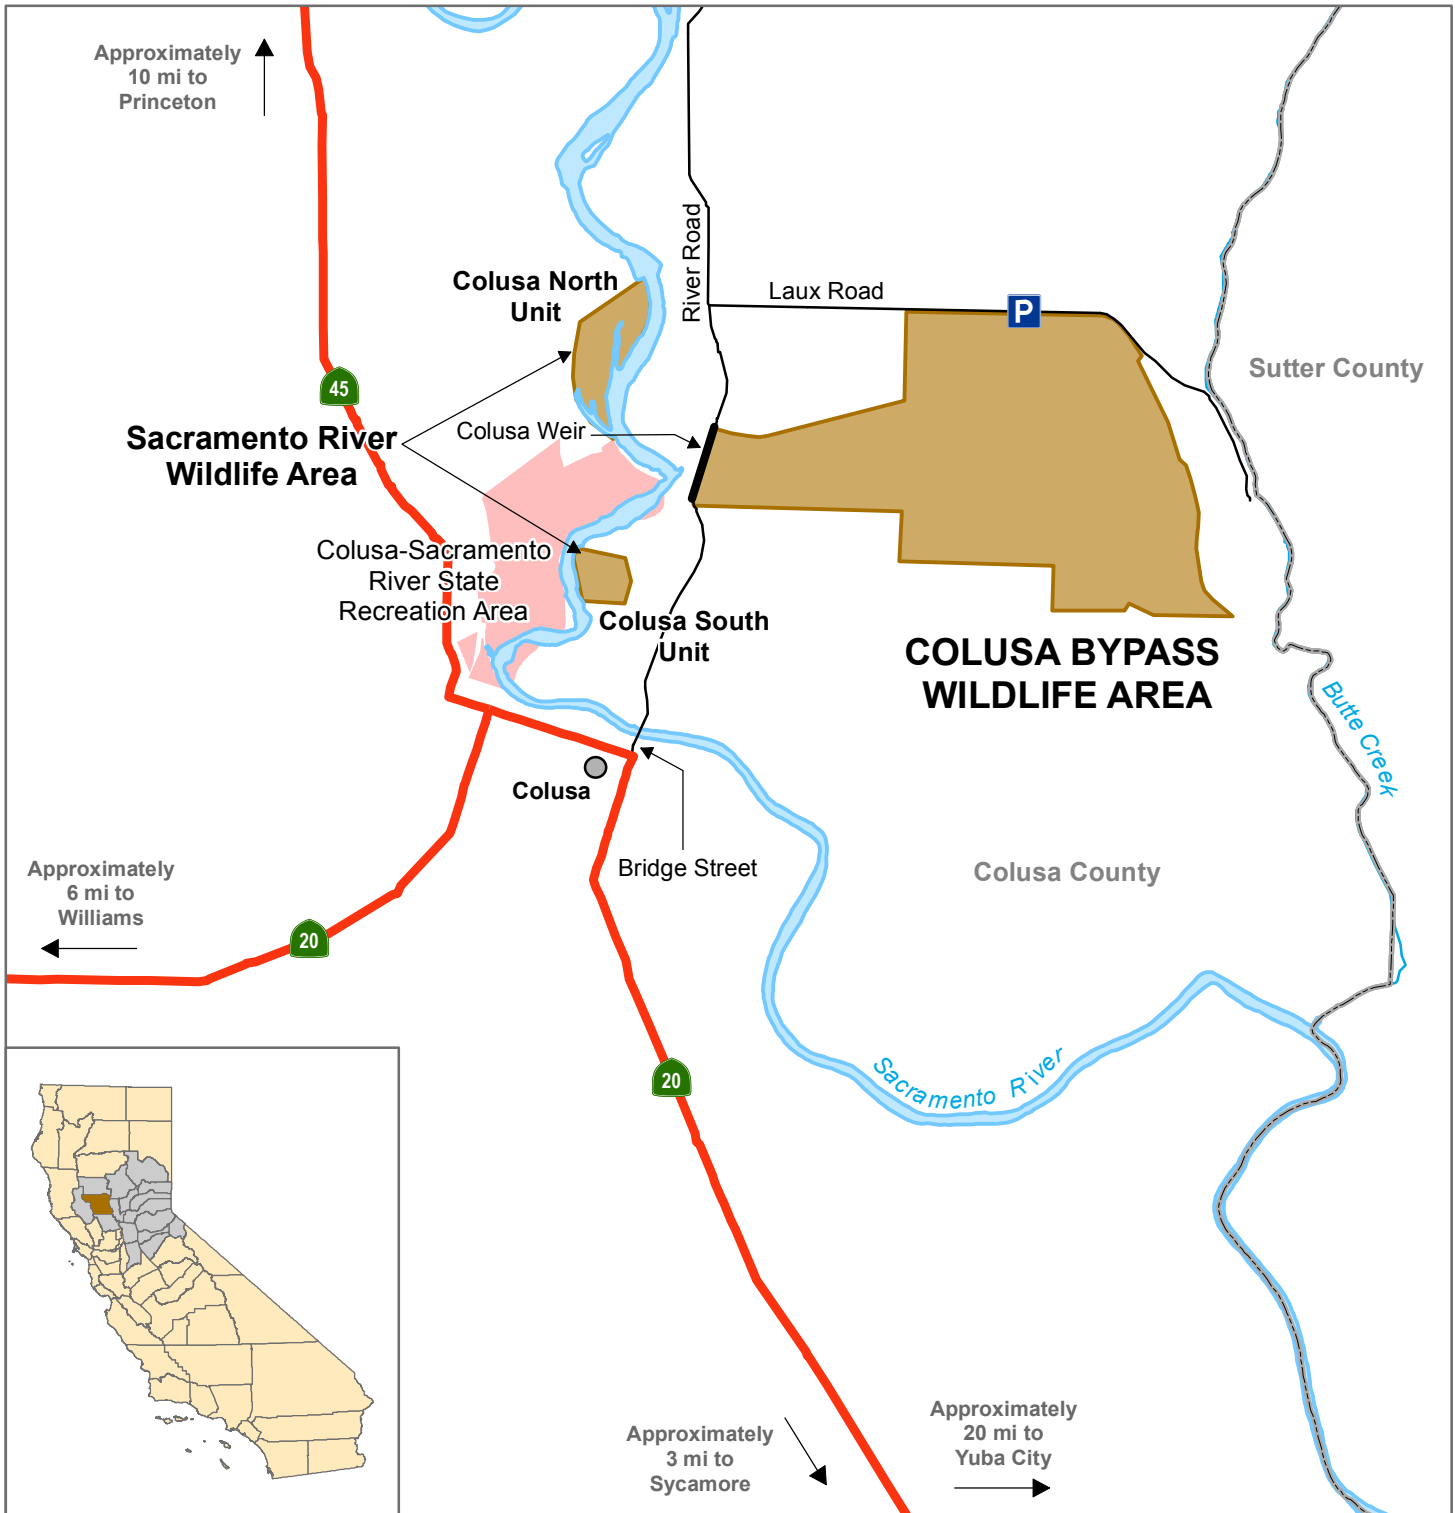 Approximately
10 mi to
Princeton
River Road
Colusa North
Unit
Laux Road
P
Sutter County
45
Sacramento River
Wildlife Area
Colusa Weir
Colusa-Sacramento
River State
Recreation Area
Colusa South
Unit
COLUSA BYPASS
WILDLIFE AREA
Butte Creek
Colusa
Bridge Street
Colusa County
Approximately
6 mi to
Williams
20
20
Sacramento River
Approximately
3 mi to
Sycamore
Approximately
20 mi to
Yuba City